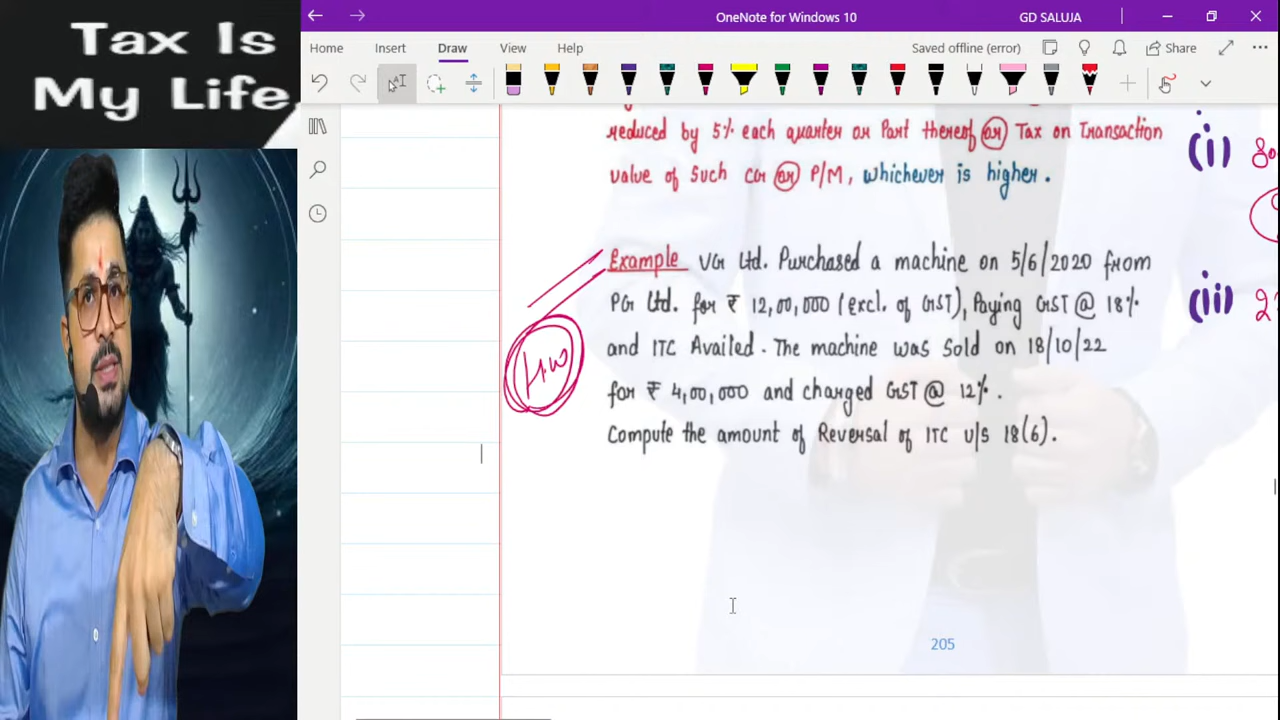 Tax Is
My Life
OneNote for Windows 10
GD SALUJA
Home Insert Draw View Help
Saved offline (error)
Share
reduced by 5% each quarter or Part thereof or Tax on Transaction
value of Such CG or P/M, whichever is higher.
(i) 80
Example VG Ltd. Purchased a machine on 5/6/2020 from
PG Ltd. for ₹ 12,00,000 (excl. of GST), Paying GST @ 18%
(ii) 2
and ITC Availed. The machine was Sold on 18/10/22
H.W
for ₹ 4,00,000 and charged GST @ 12%.
Compute the amount of Reversal of ITC u/s 18(6).
205